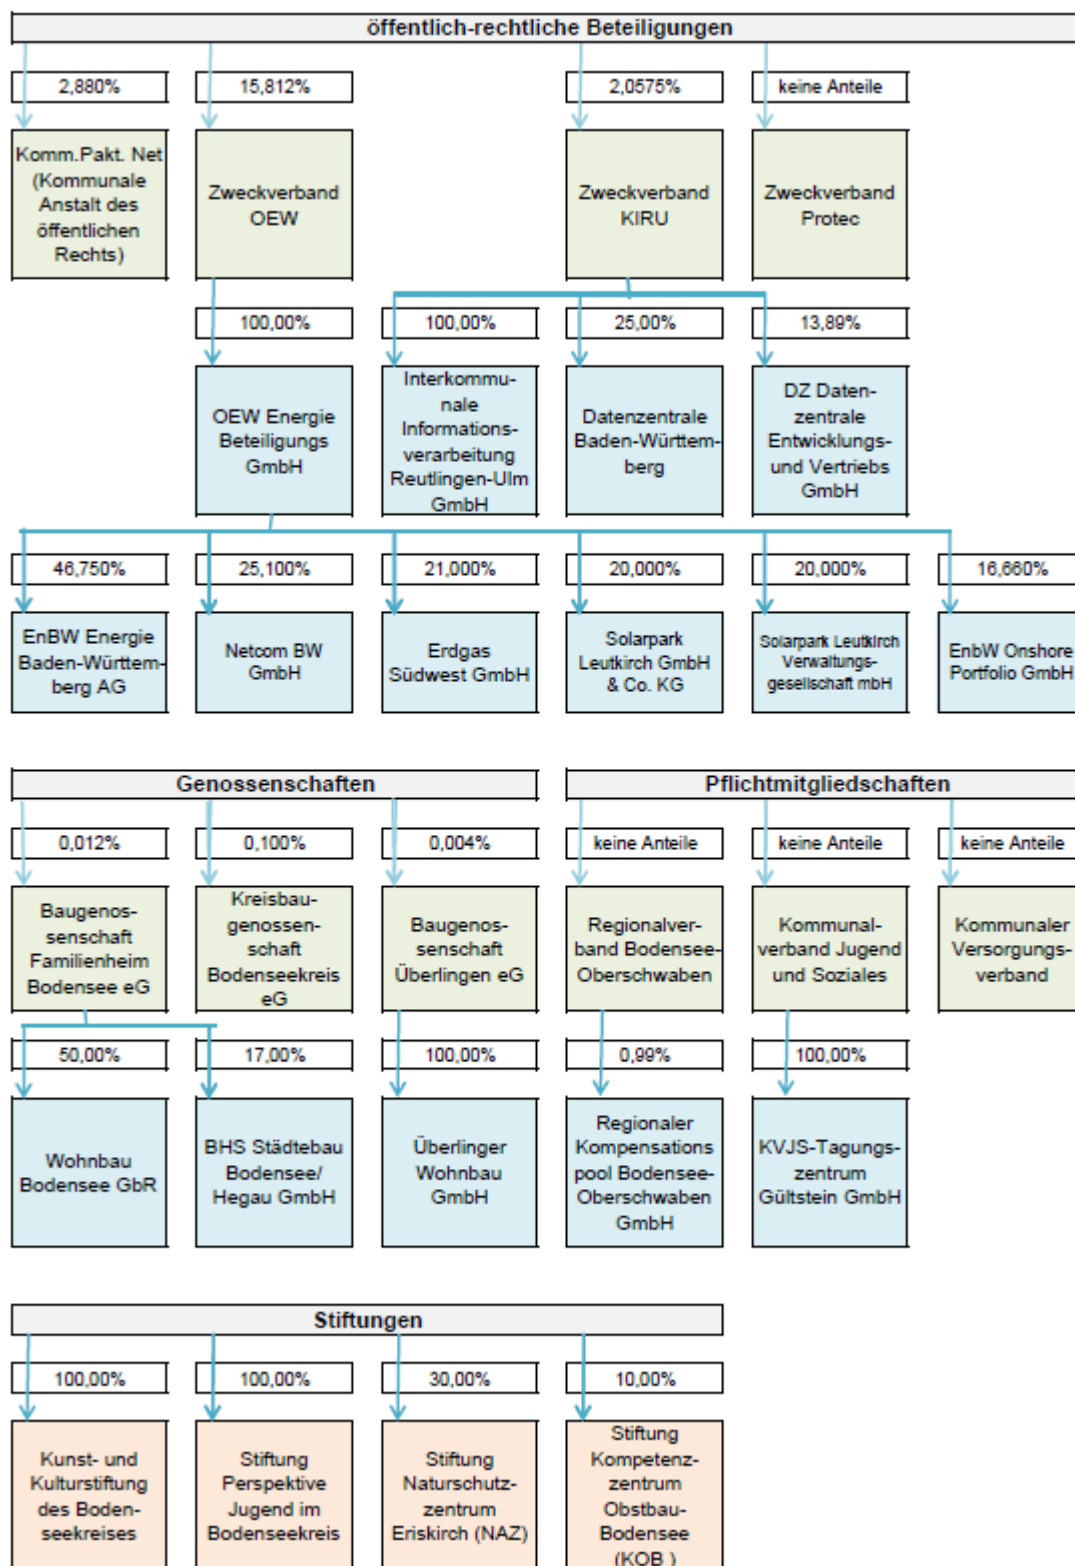 öffentlich-rechtliche Beteiligungen
2,880%
15,812%
2,0575%
keine Anteile
Komm.Pakt. Net
(Kommunale
Anstalt des
öffentlichen
Rechts)
Zweckverband
OEW
Zweckverband
KIRU
Zweckverband
Protec
100,00%
100,00%
25,00%
13,89%
OEW Energie
Beteiligungs
GmbH
Interkommu-
nale
Informations-
verarbeitung
Reutlingen-Ulm
GmbH
Datenzentrale
Baden-Württem-
berg
DZ Daten-
zentrale
Entwicklungs-
und Vertriebs
GmbH
46,750%
25,100%
21,000%
20,000%
20,000%
16,660%
EnBW Energie
Baden-Württem-
berg AG
Netcom BW
GmbH
Erdgas
Südwest GmbH
Solarpark
Leutkirch GmbH
& Co. KG
Solarpark Leutkirch
Verwaltungs-
gesellschaft mbH
EnbW Onshore
Portfolio GmbH
Genossenschaften
Pflichtmitgliedschaften
0,012%
0,100%
0,004%
keine Anteile
keine Anteile
keine Anteile
Baugenos-
senschaft
Familienheim
Bodensee eG
Kreisbau-
genossen-
schaft
Bodenseekreis
eG
Baugenos-
senschaft
Überlingen eG
Regionalver-
band Bodensee-
Oberschwaben
Kommunal-
verband Jugend
und Soziales
Kommunaler
Versorgungs-
verband
50,00%
17,00%
100,00%
0,99%
100,00%
Wohnbau
Bodensee GbR
BHS Städtebau
Bodensee/
Hegau GmbH
Überlinger
Wohnbau
GmbH
Regionaler
Kompensations
pool Bodensee-
Oberschwaben
GmbH
KVJS-Tagungs-
zentrum
Gültstein GmbH
Stiftungen
100,00%
100,00%
30,00%
10,00%
Kunst- und
Kulturstiftung
des Boden-
seekreises
Stiftung
Perspektive
Jugend im
Bodenseekreis
Stiftung
Naturschutz-
zentrum
Eriskirch (NAZ)
Stiftung
Kompetenz-
zentrum
Obstbau-
Bodensee
(KOB )